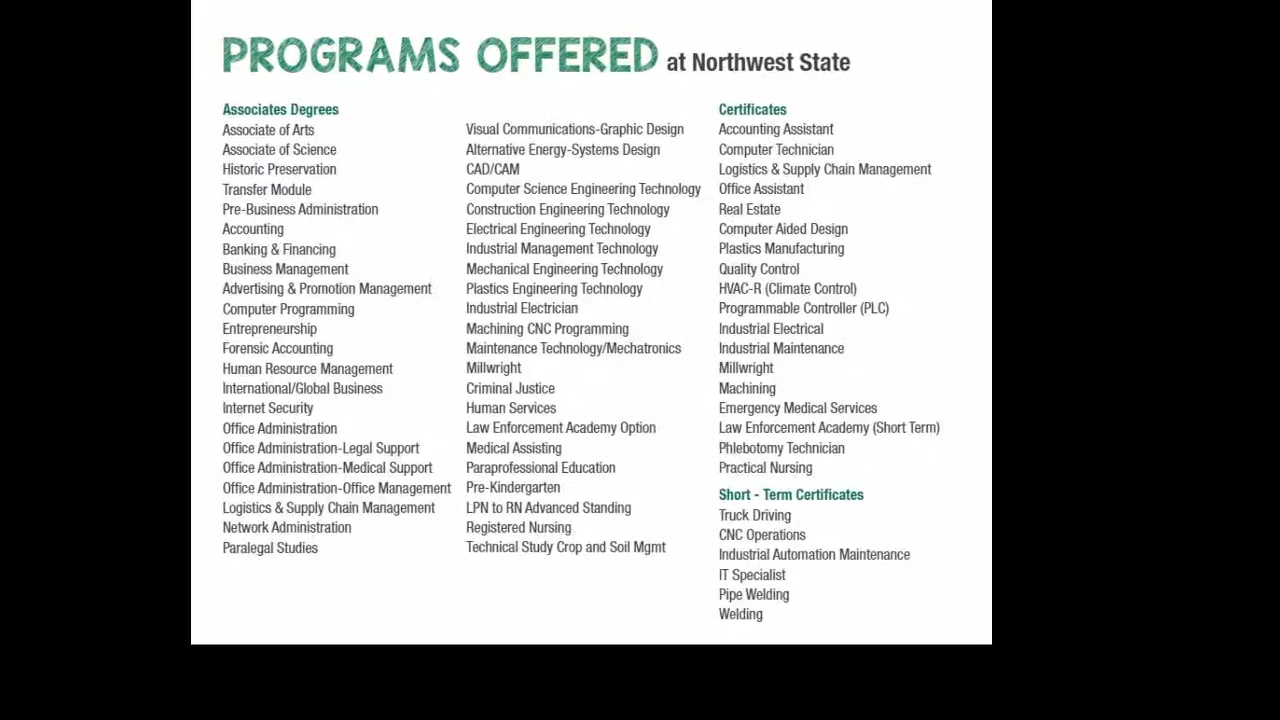 PROGRAMS OFFERED at Northwest State
Associates Degrees
Associate of Arts
Associate of Science
Historic Preservation
Transfer Module
Pre-Business Administration
Accounting
Banking & Financing
Business Management
Advertising & Promotion Management
Computer Programming
Entrepreneurship
Forensic Accounting
Human Resource Management
International/Global Business
Internet Security
Office Administration
Office Administration-Legal Support
Office Administration-Medical Support
Office Administration-Office Management
Logistics & Supply Chain Management
Network Administration
Paralegal Studies
Visual Communications-Graphic Design
Alternative Energy-Systems Design
CAD/CAM
Computer Science Engineering Technology
Construction Engineering Technology
Electrical Engineering Technology
Industrial Management Technology
Mechanical Engineering Technology
Plastics Engineering Technology
Industrial Electrician
Machining CNC Programming
Maintenance Technology/Mechatronics
Millwright
Criminal Justice
Human Services
Law Enforcement Academy Option
Medical Assisting
Paraprofessional Education
Pre-Kindergarten
LPN to RN Advanced Standing
Registered Nursing
Technical Study Crop and Soil Mgmt
Certificates
Accounting Assistant
Computer Technician
Logistics & Supply Chain Management
Office Assistant
Real Estate
Computer Aided Design
Plastics Manufacturing
Quality Control
HVAC-R (Climate Control)
Programmable Controller (PLC)
Industrial Electrical
Industrial Maintenance
Millwright
Machining
Emergency Medical Services
Law Enforcement Academy (Short Term)
Phlebotomy Technician
Practical Nursing
Short - Term Certificates
Truck Driving
CNC Operations
Industrial Automation Maintenance
IT Specialist
Pipe Welding
Welding